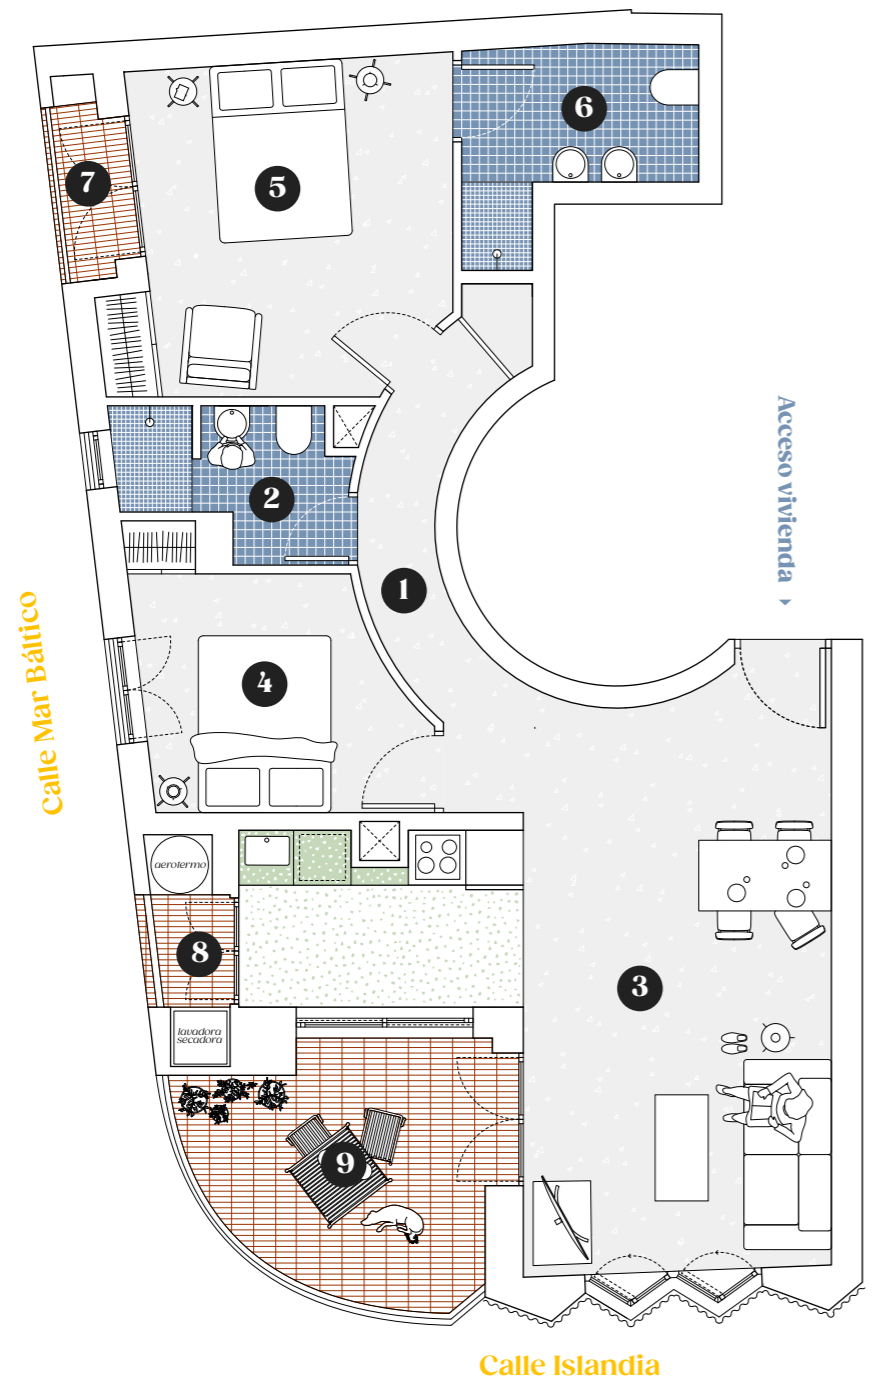 6
7
5
Acceso vivienda
2
1
Calle Mar Báltico
4
aerotermo
8
3
lavadora
secadora
9
Calle Islandia